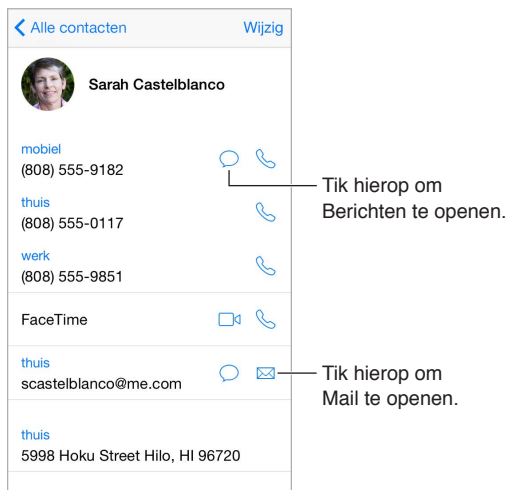 Alle contacten Wijzig
Sarah Castelblanco
mobiel
(808) 555-9182
Tik hierop om
Berichten te openen.
thuis
(808) 555-0117
werk
(808) 555-9851
FaceTime
thuis
scastelblanco@me.com
Tik hierop om
Mail te openen.
thuis
5998 Hoku Street Hilo, HI 96720